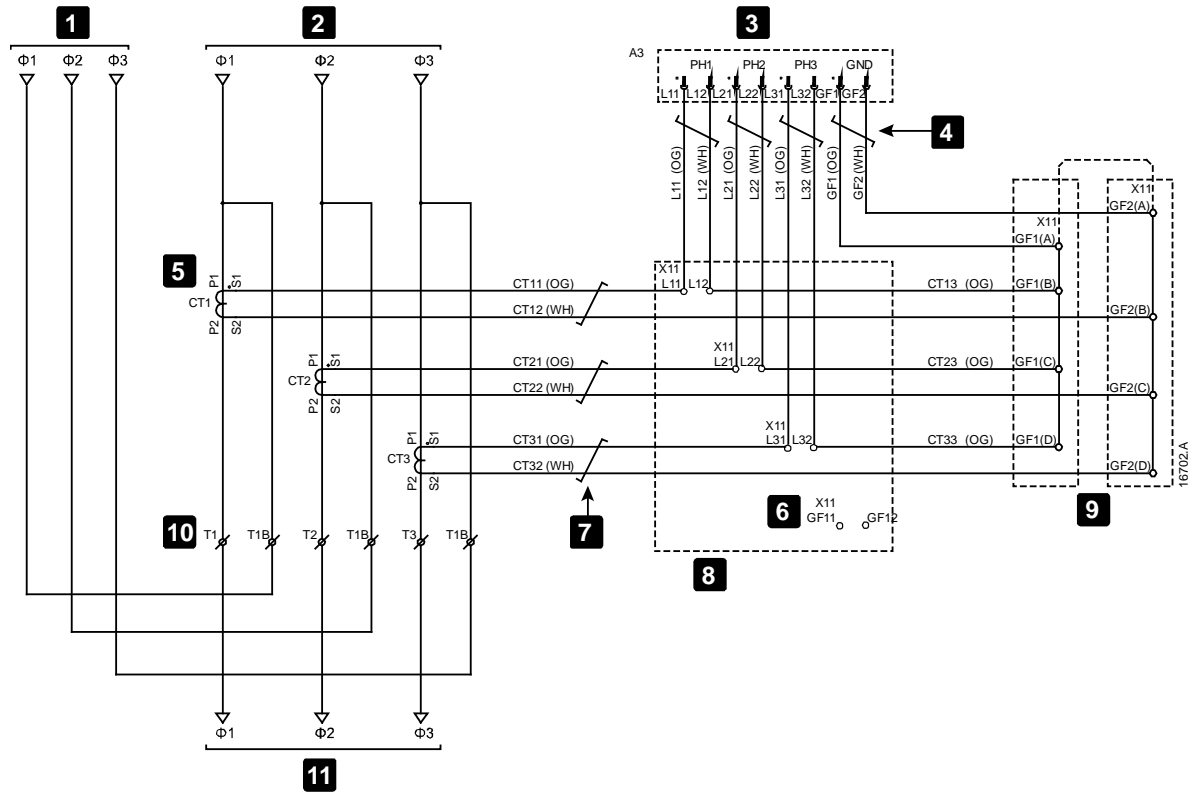 1
2
3
Φ1 Φ2 Φ3
Φ1 Φ2 Φ3
A3
PH1 PH2 PH3 GND
L11 L12 L21 L22 L31 L32 GF1 GF2
4
L11 (OG)
L12 (WH)
L21 (OG)
L22 (WH)
L31 (OG)
L32 (WH)
GF1 (OG)
GF2 (WH)
X11
GF2(A)
X11
GF1(A)
5
P1
S1
CT1
P2
S2
CT11 (OG)
X11
L11 L12
CT13 (OG)
GF1(B)
CT12 (WH)
GF2(B)
P1
S1
CT2
P2
S2
CT21 (OG)
X11
L21 L22
CT23 (OG)
GF1(C)
CT22 (WH)
GF2(C)
P1
S1
CT3
P2
S2
CT31 (OG)
X11
L31 L32
CT33 (OG)
GF1(D)
CT32 (WH)
GF2(D)
16702.A
6
X11
GF11 GF12
7
8
9
10
T1 T1B T2 T1B T3 T1B
Φ1 Φ2 Φ3
11